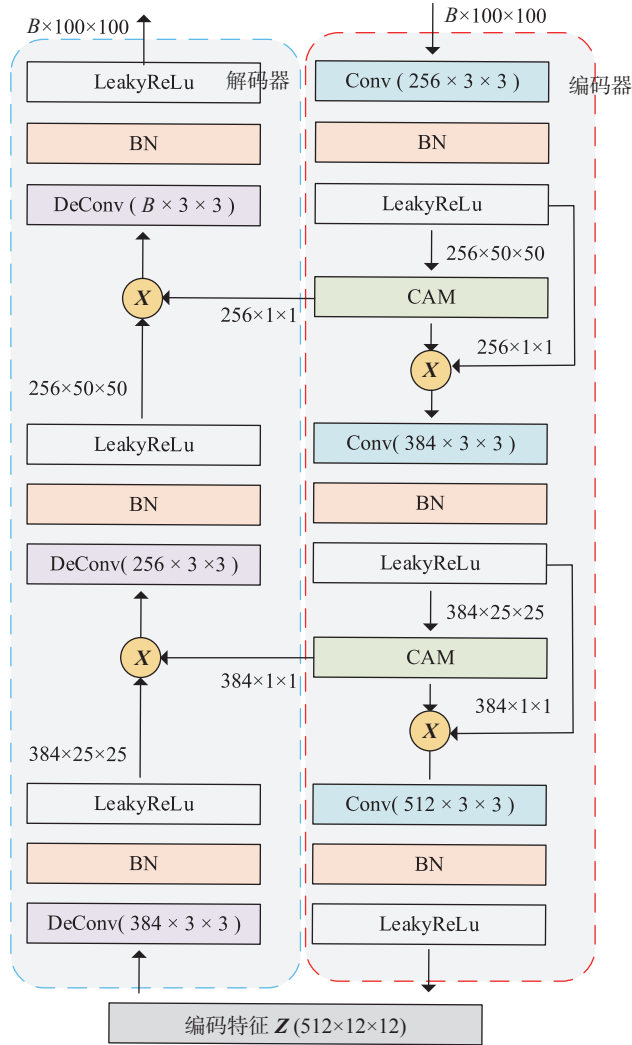 B×100×100
LeakyReLu
解码器
BN
DeConv ( B × 3 × 3 )
X
256×1×1
256×50×50
LeakyReLu
BN
DeConv( 256 × 3 ×3 )
X
384×1×1
384×25×25
LeakyReLu
BN
DeConv( 384 × 3 × 3 )
B×100×100
Conv ( 256 × 3 × 3 )
编码器
BN
LeakyReLu
256×50×50
CAM
256×1×1
X
Conv( 384 × 3 × 3 )
BN
LeakyReLu
384×25×25
CAM
384×1×1
X
Conv( 512 × 3 × 3 )
BN
LeakyReLu
编码特征 Z (512×12×12)